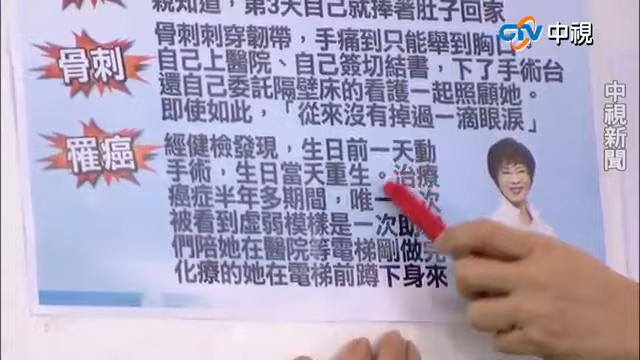 親知道，第3天自己就捧著肚子回家
CTV中視
骨刺
骨刺刺穿韌帶，手痛到只能舉到胸口
自己上醫院、自己簽切結書，下了手術台
還自己委託隔壁床的看護一起照顧她。
即使如此，「從來沒有掉過一滴眼淚」
中視新聞
罹癌
經健檢發現，生日前一天動
手術，生日當天重生。治療
癌症半年多期間，唯一 次
被看到虛弱模樣是一次助
們陪她在醫院等電梯剛做完
化療的她在電梯前蹲下身來